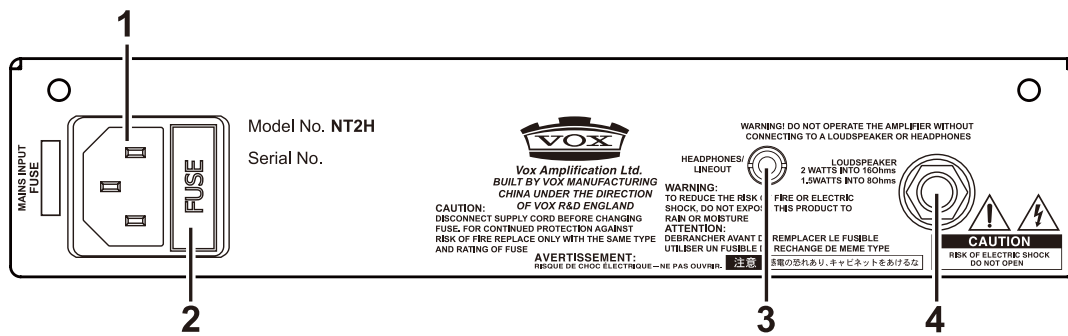 1
MAINS INPUT
FUSE
FUSE
Model No. NT2H
Serial No.
2
VOX
Vox Amplification Ltd.
BUILT BY VOX MANUFACTURING
CHINA UNDER THE DIRECTION
OF VOX R&D ENGLAND
CAUTION:
DISCONNECT SUPPLY CORD BEFORE CHANGING
FUSE. FOR CONTINUED PROTECTION AGAINST
RISK OF FIRE REPLACE ONLY WITH THE SAME TYPE
AND RATING OF FUSE
WARNING! DO NOT OPERATE THE AMPLIFIER WITHOUT
CONNECTING TO A LOUDSPEAKER OR HEADPHONES
HEADPHONES/
LINEOUT
LOUDSPEAKER
2 WATTS INTO 16Ohms
1.5WATTS INTO 8Ohms
WARNING:
TO REDUCE THE RISK FIRE OR ELECTRIC
SHOCK, DO NOT EXPOS THIS PRODUCT TO
RAIN OR MOISTURE
ATTENTION:
DEBRANCHER AVANT D REMPLACER LE FUSIBLE
UTILISER UN FUSIBLE RECHANGE DE MEME TYPE
AVERTISSEMENT:
RISQUE DE CHOC ÉLECTRIQUE—NE PAS OUVRIR.
注意 感電の恐れあり、キャビネットをあけるな
CAUTION
RISK OF ELECTRIC SHOCK
DO NOT OPEN
3
4